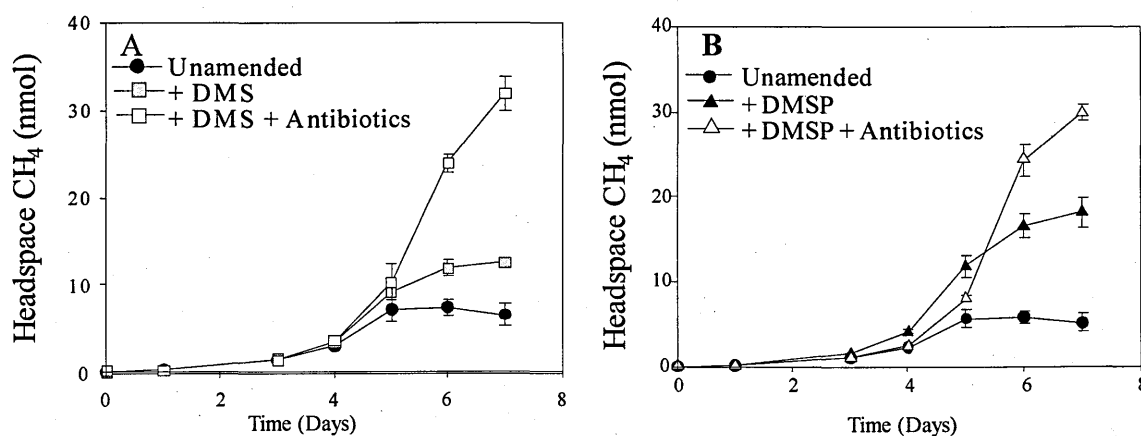 A
Unamended
+ DMS
+ DMS + Antibiotics
Headspace CH₄ (nmol)
40
30
20
10
0
0 2 4 6 8
Time (Days)
B
Unamended
+ DMSP
+ DMSP + Antibiotics
Headspace CH₄ (nmol)
40
30
20
10
0
0 2 4 6 8
Time (Days)